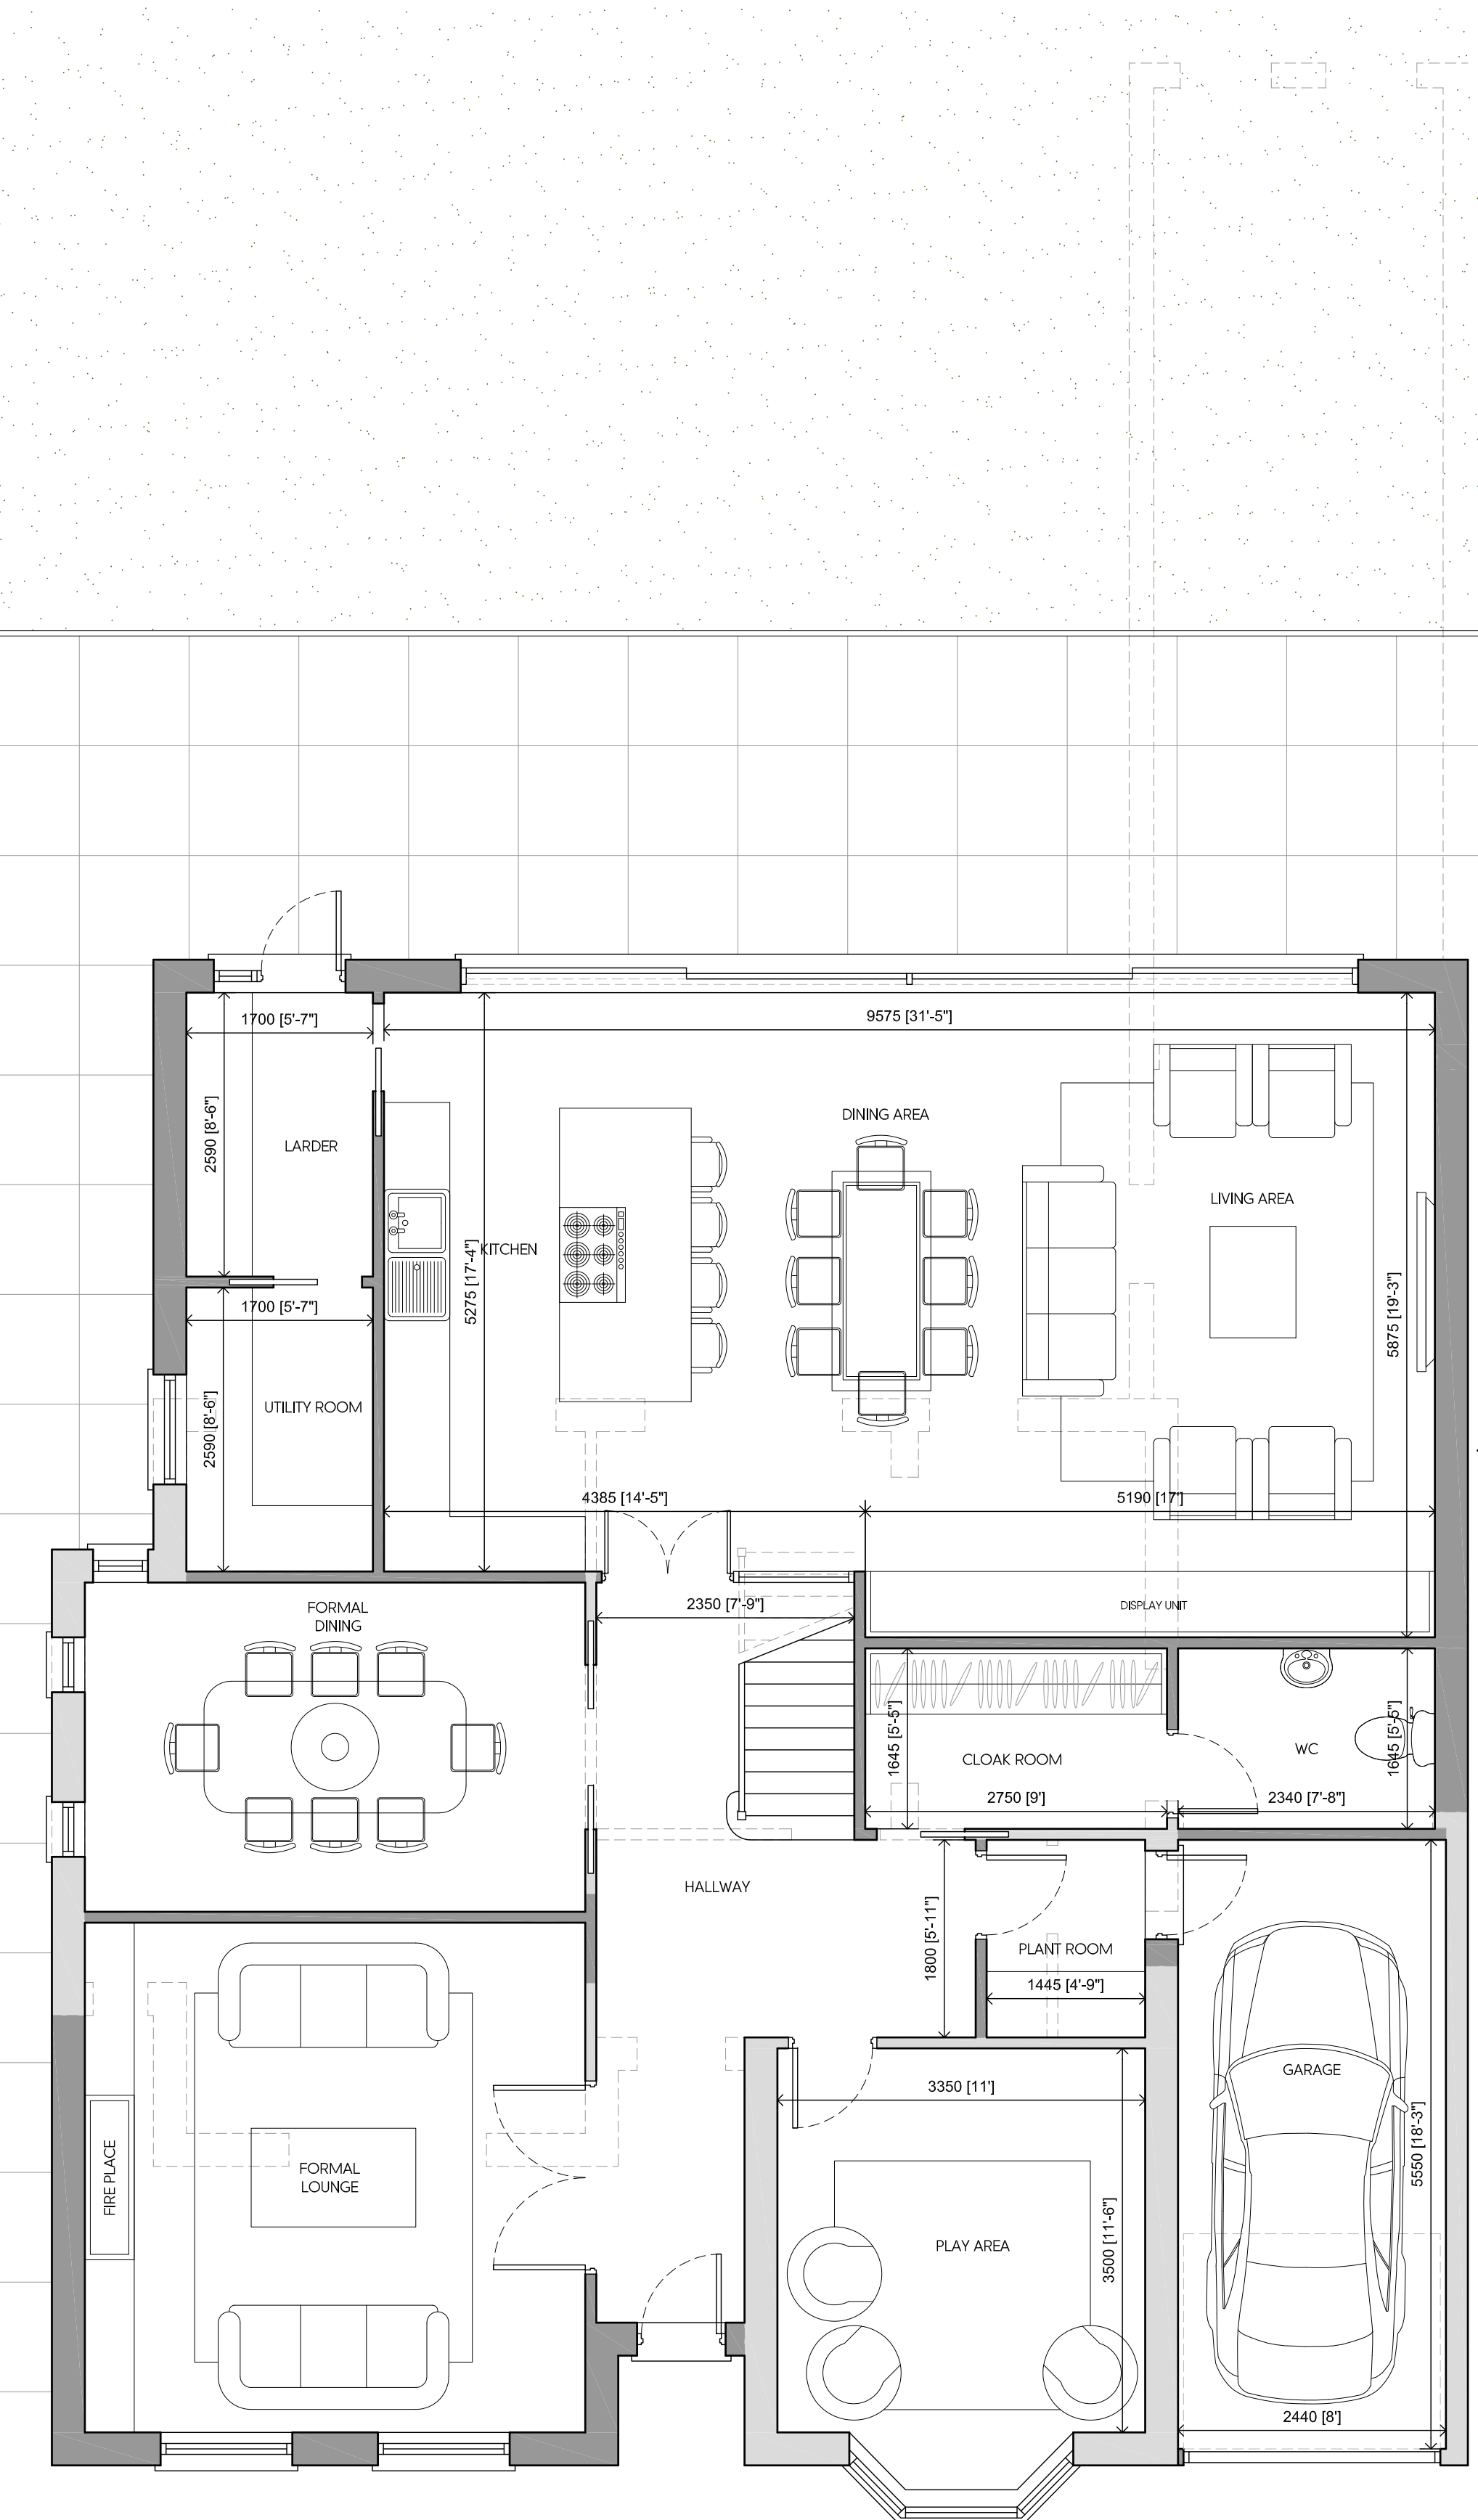 1700 [5'-7"]
9575 [31'-5"]
2590 [8'-6"]
LARDER
DINING AREA
LIVING AREA
KITCHEN
5275 [17'-4"]
5875 [19'-3"]
1700 [5'-7"]
2590 [8'-6"]
UTILITY ROOM
4385 [14'-5"]
5190 [17']
FORMAL
DINING
2350 [7'-9"]
DISPLAY UNIT
1645 [5'-5"]
CLOAK ROOM
2750 [9']
WC
1645 [5'-5"]
2340 [7'-8"]
HALLWAY
1800 [5'-11"]
PLANT ROOM
1445 [4'-9"]
GARAGE
3350 [11']
5550 [18'-3"]
FIRE PLACE
FORMAL
LOUNGE
PLAY AREA
3500 [11'-6"]
2440 [8']